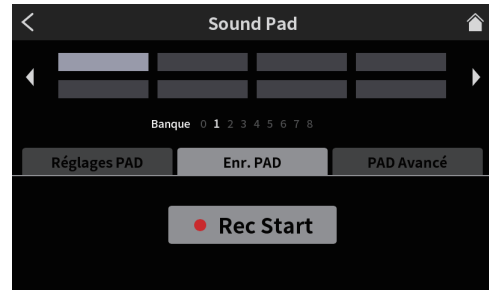 Sound Pad
Banque 0 1 2 3 4 5 6 7 8
Réglages PAD Enr. PAD PAD Avancé
Rec Start